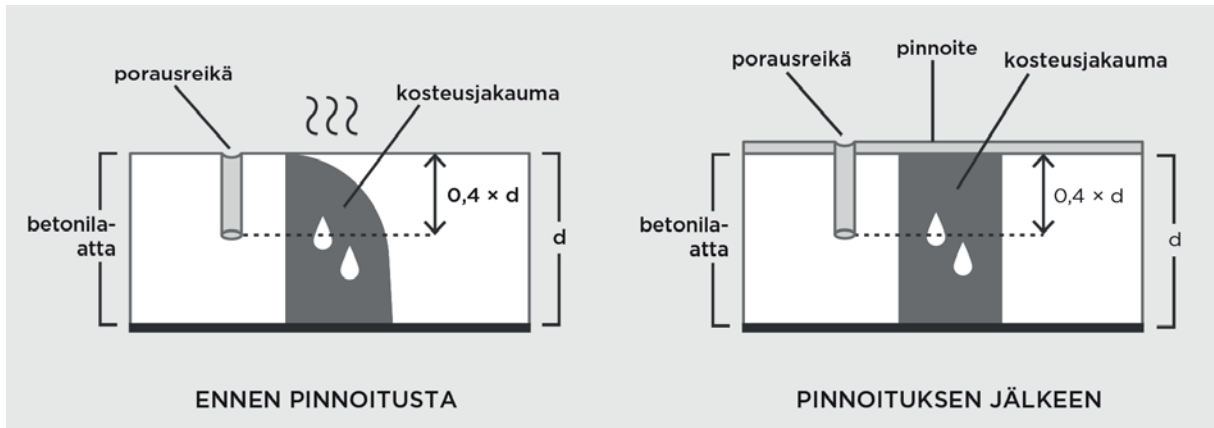 porausreikä
kosteusjakauma
0,4 × d
betonila-
atta
d
ENNEN PINNOITUSTA
porausreikä
pinnoite
kosteusjakauma
0,4 × d
betonila-
atta
d
PINNOITUKSEN JÄLKEEN